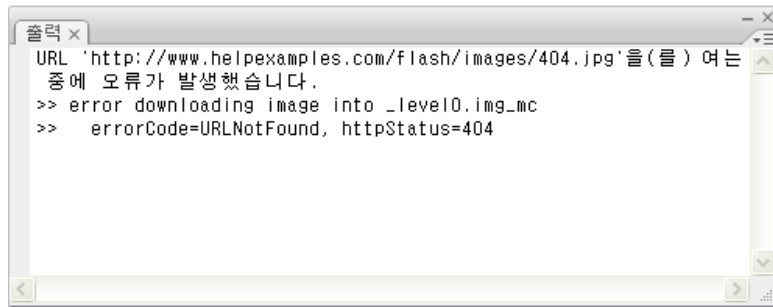 출력 ×
URL 'http://www.helpexamples.com/flash/images/404.jpg'을(를) 여는
중에 오류가 발생했습니다.
>> error downloading image into _level0.img_mc
>>   errorCode=URLNotFound, httpStatus=404